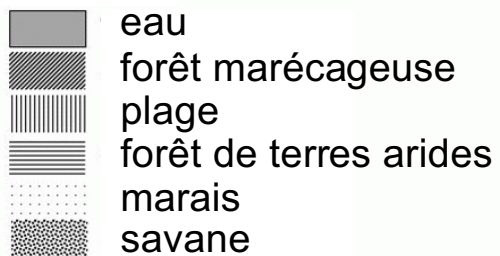 eau
forêt marécageuse
plage
forêt de terres arides
marais
savane